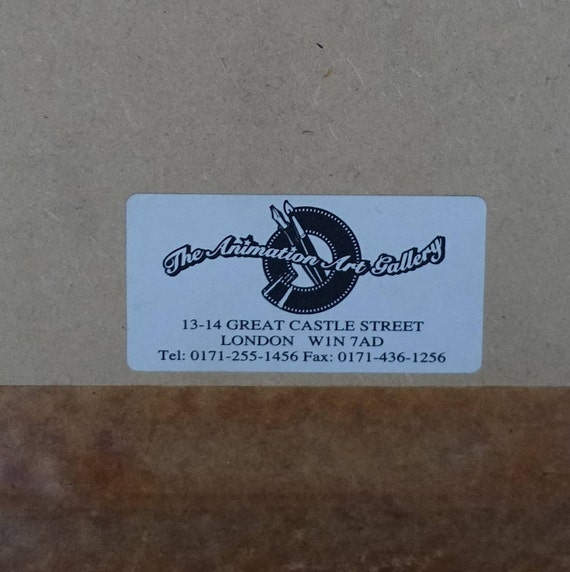 The Animation Art Gallery
13-14 GREAT CASTLE STREET
LONDON W1N 7AD
Tel: 0171-255-1456 Fax: 0171-436-1256